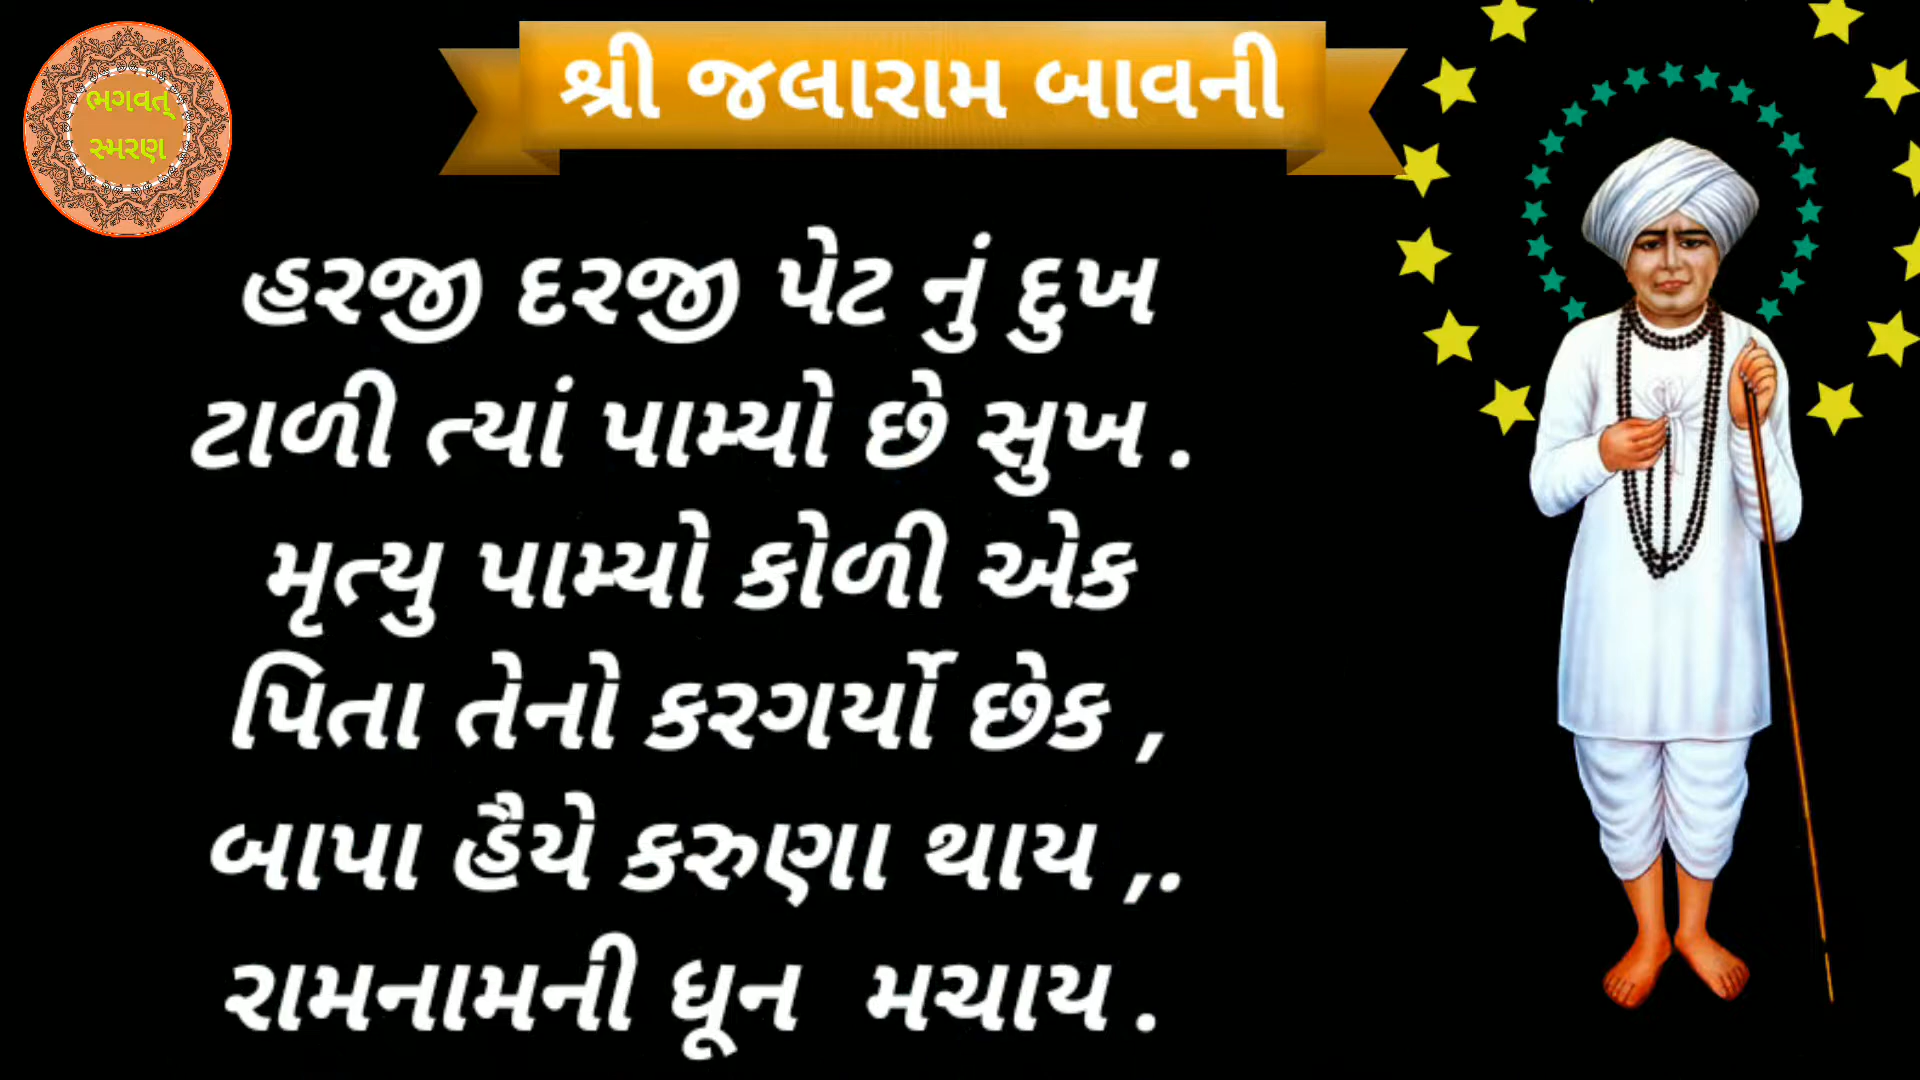 ભગવત્
સ્મરણ
શ્રી જલારામ બાવની
હરજી દરજી પેટ નું દુખ
ટાળી ત્યાં પામ્યો છે સુખ .
મૃત્યુ પામ્યો કોળી એક
પિતા તેનો કરગર્યો છેક ,
બાપા હૈયે કરુણા થાય ,.
રામનામની ધૂન  મચાય .